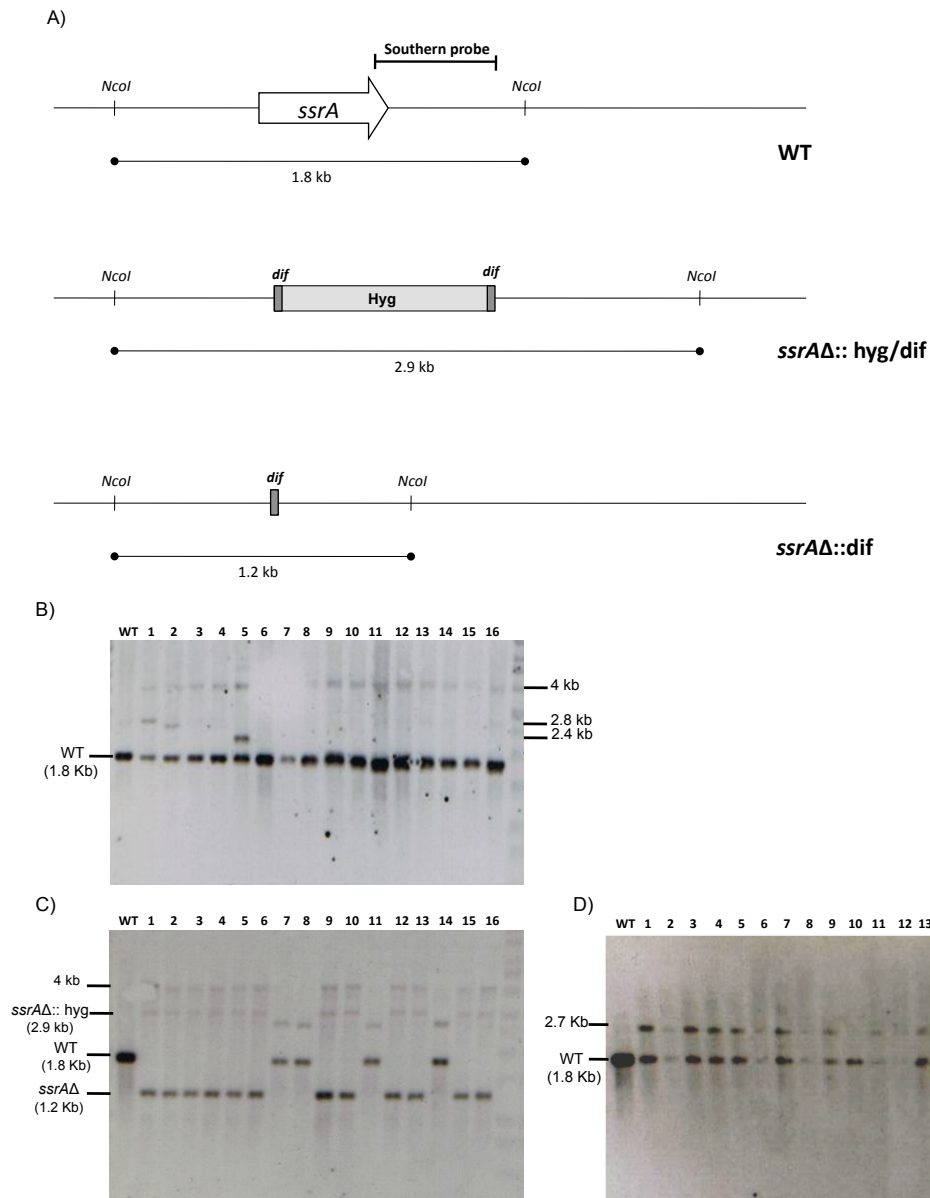 A)
Southern probe
NcoI NcoI
ssrA
WT
1.8 kb
NcoI dif dif NcoI
Hyg
ssrAΔ:: hyg/dif
2.9 kb
NcoI dif NcoI
ssrAΔ::dif
1.2 kb
B)
WT 1 2 3 4 5 6 7 8 9 10 11 12 13 14 15 16
4 kb
2.8 kb
2.4 kb
WT
(1.8 Kb)
C)
WT 1 2 3 4 5 6 7 8 9 10 11 12 13 14 15 16
4 kb
ssrAΔ:: hyg
(2.9 kb)
WT
(1.8 Kb)
ssrAΔ
(1.2 Kb)
D)
WT 1 2 3 4 5 6 7 8 9 10 11 12 13
2.7 Kb
WT
(1.8 Kb)